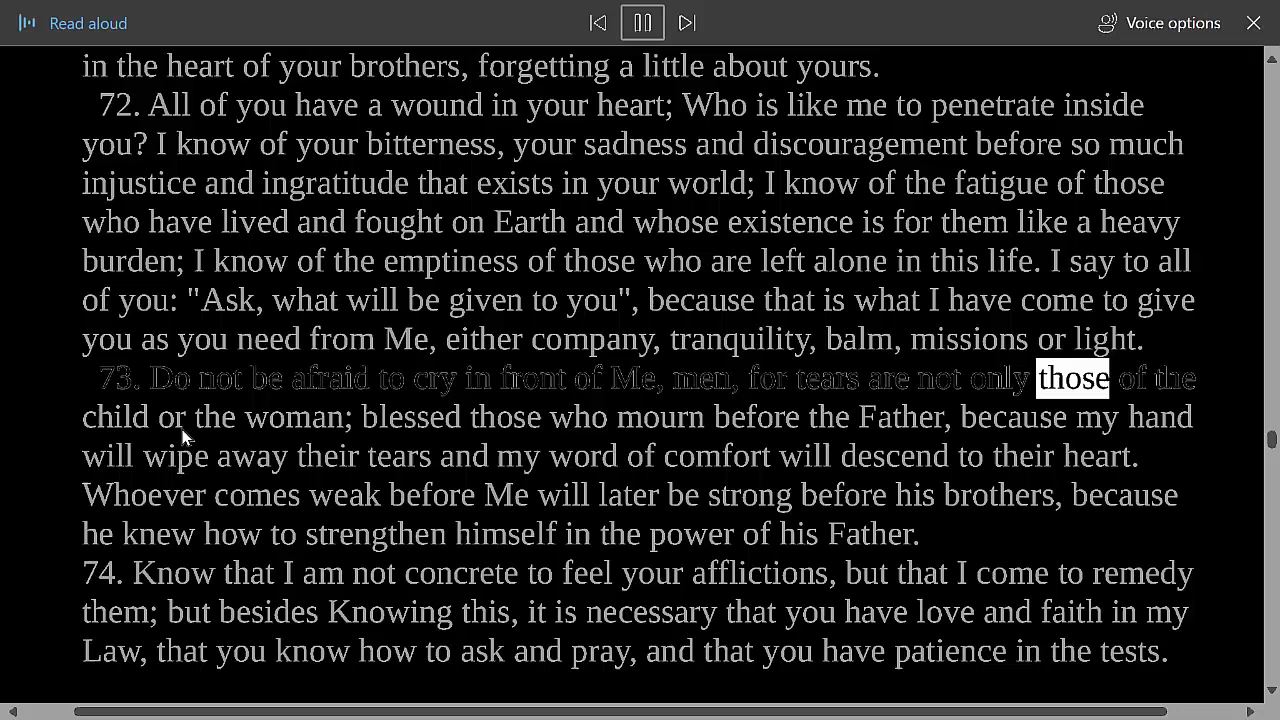 Read aloud
Voice options
in the heart of your brothers, forgetting a little about yours.
72. All of you have a wound in your heart; Who is like me to penetrate inside
you? I know of your bitterness, your sadness and discouragement before so much
injustice and ingratitude that exists in your world; I know of the fatigue of those
who have lived and fought on Earth and whose existence is for them like a heavy
burden; I know of the emptiness of those who are left alone in this life. I say to all
of you: "Ask, what will be given to you", because that is what I have come to give
you as you need from Me, either company, tranquility, balm, missions or light.
73. Do not be afraid to cry in front of Me, men, for tears are not only those of the
child or the woman; blessed those who mourn before the Father, because my hand
will wipe away their tears and my word of comfort will descend to their heart.
Whoever comes weak before Me will later be strong before his brothers, because
he knew how to strengthen himself in the power of his Father.
74. Know that I am not concrete to feel your afflictions, but that I come to remedy
them; but besides Knowing this, it is necessary that you have love and faith in my
Law, that you know how to ask and pray, and that you have patience in the tests.